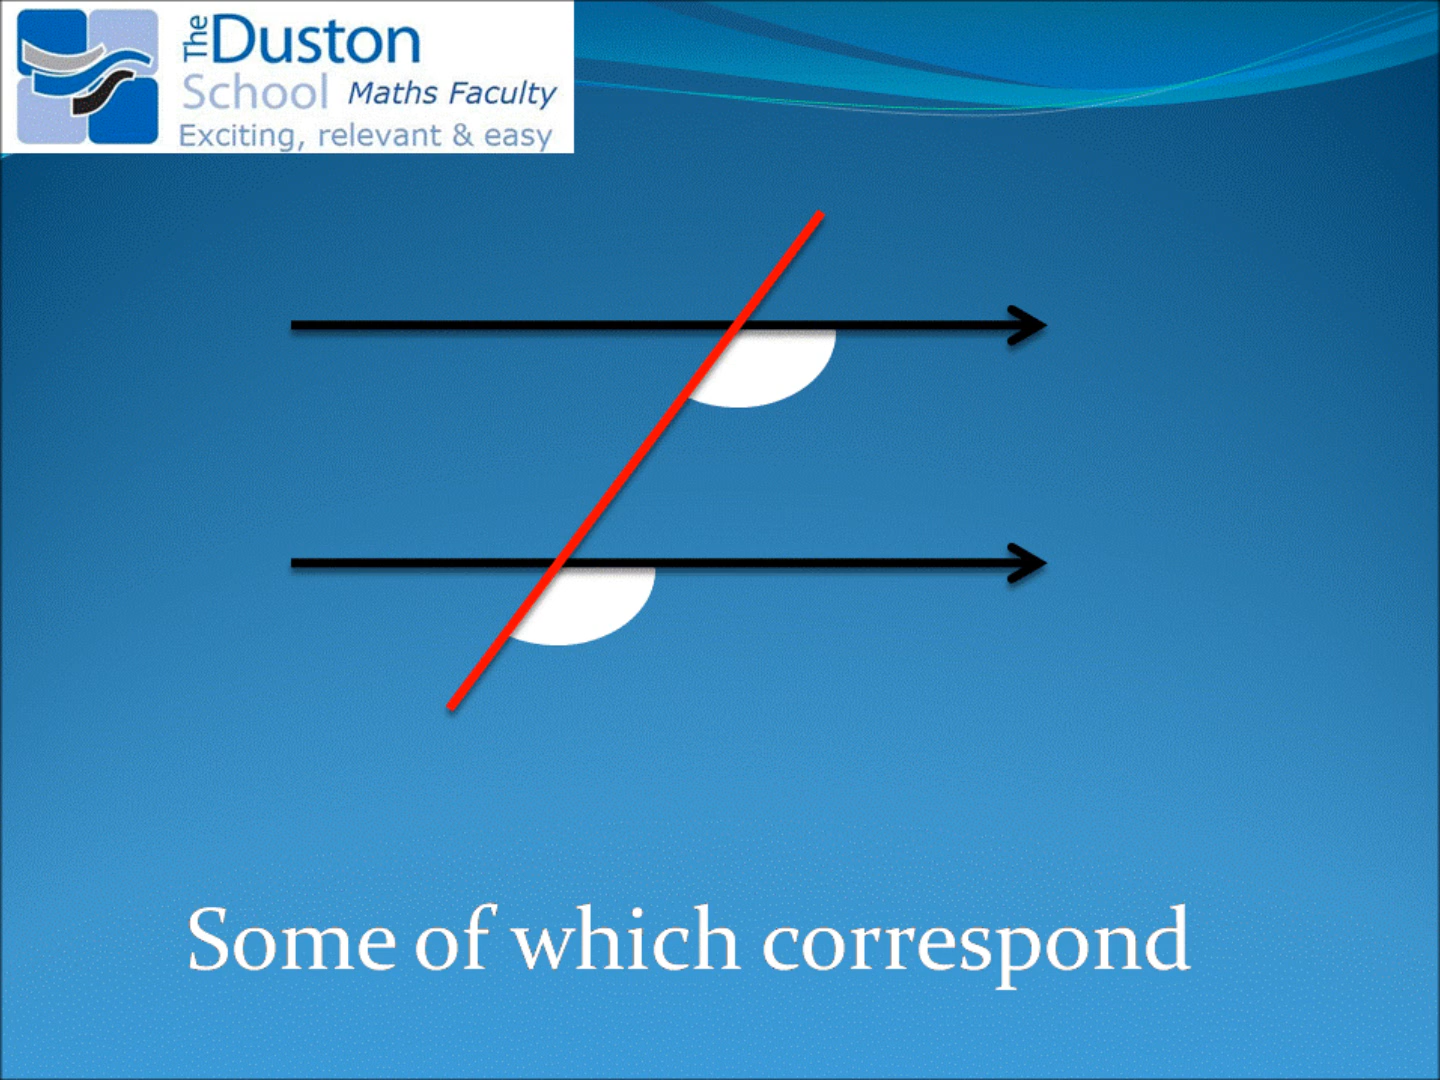 The Duston
School Maths Faculty
Exciting, relevant & easy
Some of which correspond